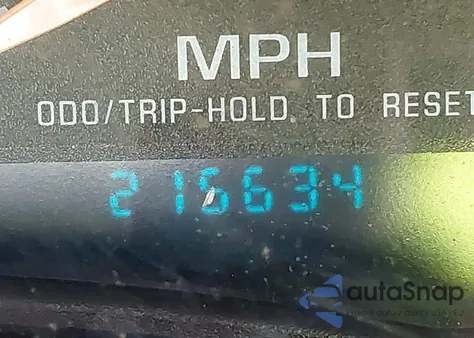 MPH
ODO/TRIP-HOLD TO RESET
216634
autoSnap